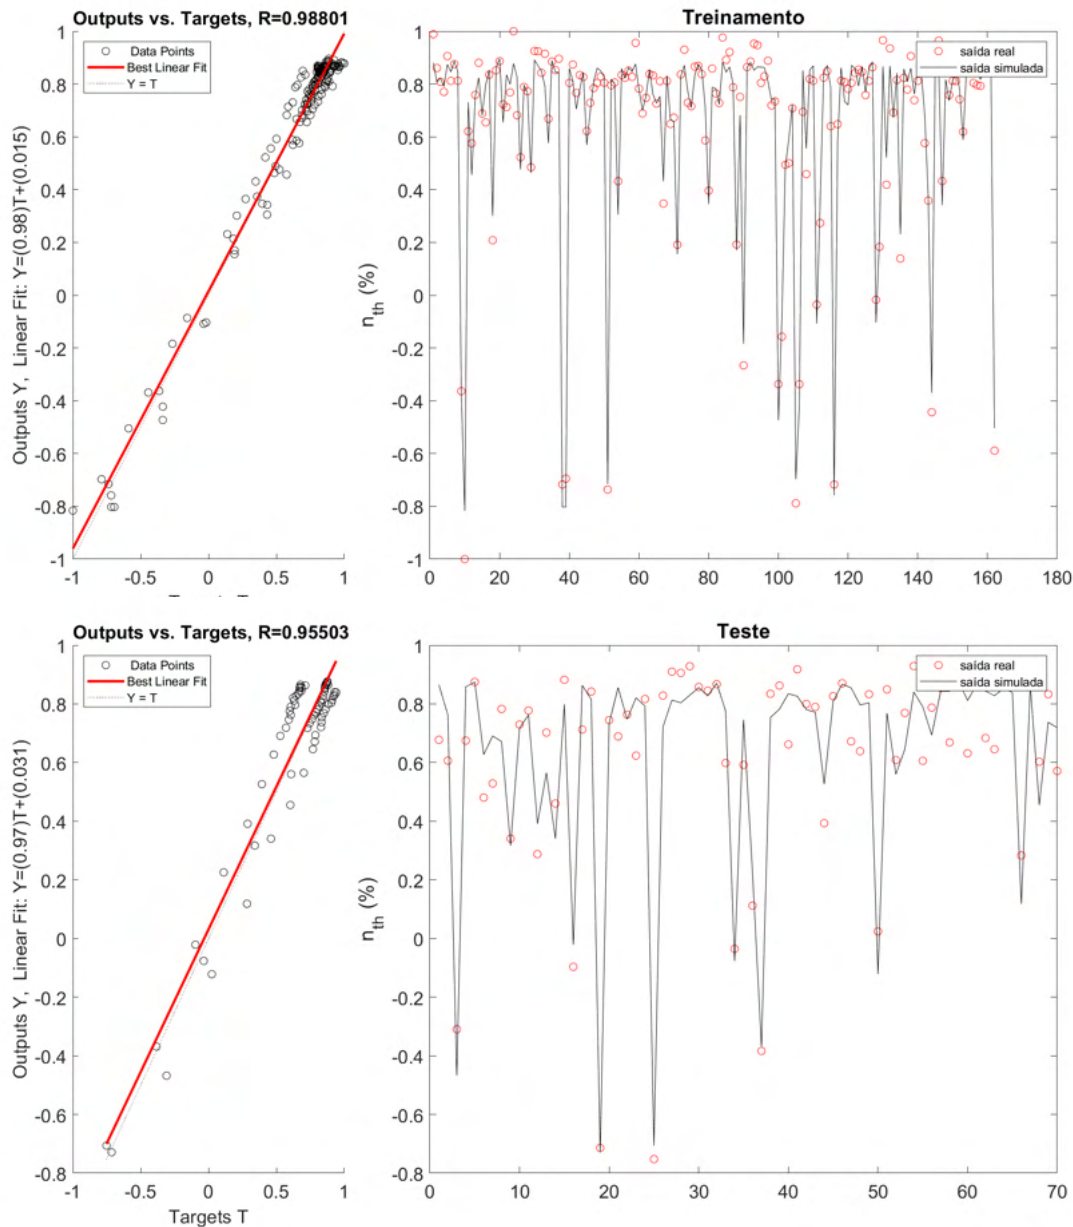 Outputs vs. Targets, R=0.98801
Outputs Y, Linear Fit: Y=(0.98)T+(0.015)
1
0.8
0.6
0.4
0.2
0
-0.2
-0.4
-0.6
-0.8
-1
Data Points
Best Linear Fit
Y = T
-1 -0.5 0 0.5 1
Treinamento
n_th (%)
1
0.8
0.6
0.4
0.2
0
-0.2
-0.4
-0.6
-0.8
-1
saída real
saída simulada
0 20 40 60 80 100 120 140 160 180
Outputs vs. Targets, R=0.95503
Outputs Y, Linear Fit: Y=(0.97)T+(0.031)
1
0.8
0.6
0.4
0.2
0
-0.2
-0.4
-0.6
-0.8
Data Points
Best Linear Fit
Y = T
-1 -0.5 0 0.5 1
Targets T
Teste
n_th (%)
1
0.8
0.6
0.4
0.2
0
-0.2
-0.4
-0.6
-0.8
saída real
saída simulada
0 10 20 30 40 50 60 70